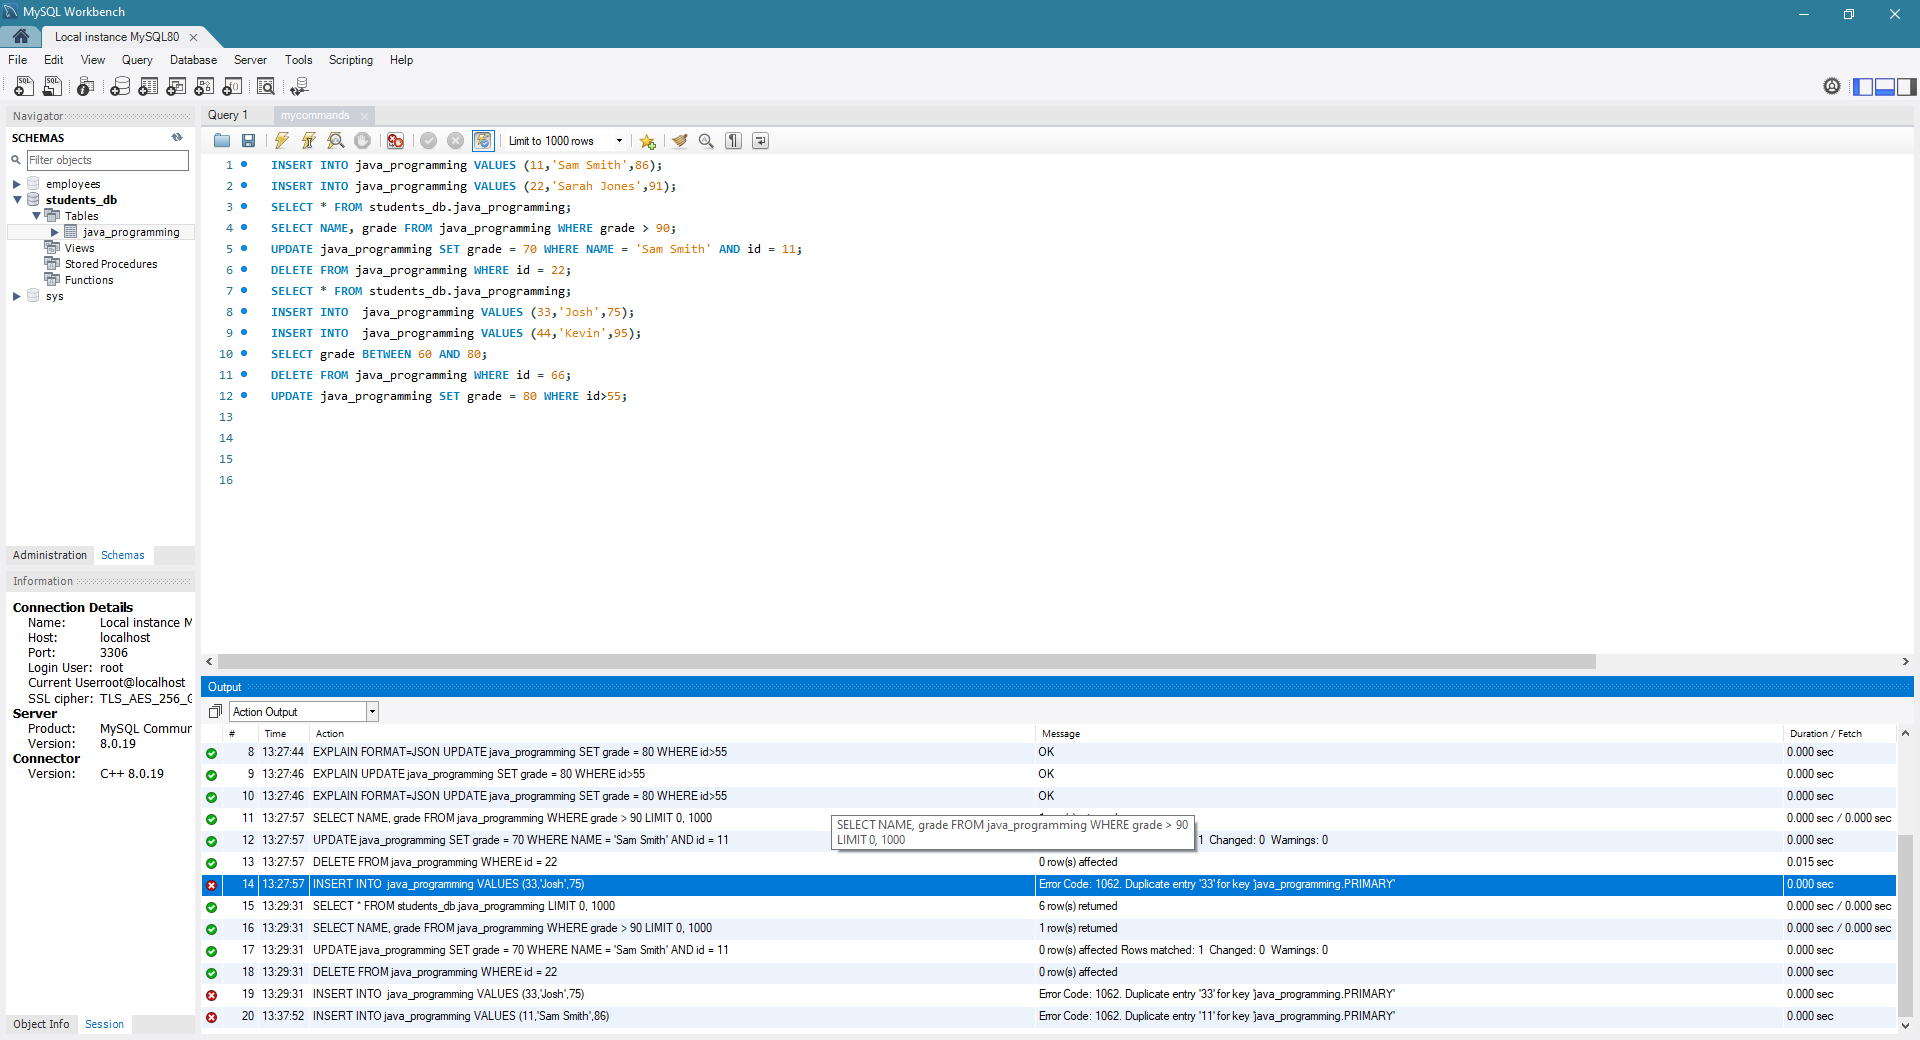 MySQL Workbench
Local instance MySQL80
File Edit View Query Database Server Tools Scripting Help
Navigator
SCHEMAS
Filter objects
employees
students_db
Tables
java_programming
Views
Stored Procedures
Functions
sys
Administration Schemas
Information
Connection Details
Name: Local instance M
Host: localhost
Port: 3306
Login User: root
Current User root@localhost
SSL cipher: TLS_AES_256_G
Server
Product: MySQL Commun
Version: 8.0.19
Connector
Version: C++ 8.0.19
Object Info Session
Query 1 mycommands
Limit to 1000 rows
1 INSERT INTO java_programming VALUES (11,'Sam Smith',86);
2 INSERT INTO java_programming VALUES (22,'Sarah Jones',91);
3 SELECT * FROM students_db.java_programming;
4 SELECT NAME, grade FROM java_programming WHERE grade > 90;
5 UPDATE java_programming SET grade = 70 WHERE NAME = 'Sam Smith' AND id = 11;
6 DELETE FROM java_programming WHERE id = 22;
7 SELECT * FROM students_db.java_programming;
8 INSERT INTO  java_programming VALUES (33,'Josh',75);
9 INSERT INTO  java_programming VALUES (44,'Kevin',95);
10 SELECT grade BETWEEN 60 AND 80;
11 DELETE FROM java_programming WHERE id = 66;
12 UPDATE java_programming SET grade = 80 WHERE id>55;
13
14
15
16
Output
Action Output
# Time Action Message Duration / Fetch
8 13:27:44 EXPLAIN FORMAT=JSON UPDATE java_programming SET grade = 80 WHERE id>55 OK 0.000 sec
9 13:27:46 EXPLAIN UPDATE java_programming SET grade = 80 WHERE id>55 OK 0.000 sec
10 13:27:46 EXPLAIN FORMAT=JSON UPDATE java_programming SET grade = 80 WHERE id>55 OK 0.000 sec
11 13:27:57 SELECT NAME, grade FROM java_programming WHERE grade > 90 LIMIT 0, 1000 0.000 sec / 0.000 sec
SELECT NAME, grade FROM java_programming WHERE grade > 90
LIMIT 0, 1000
12 13:27:57 UPDATE java_programming SET grade = 70 WHERE NAME = 'Sam Smith' AND id = 11 1 Changed: 0 Warnings: 0 0.000 sec
13 13:27:57 DELETE FROM java_programming WHERE id = 22 0 row(s) affected 0.015 sec
14 13:27:57 INSERT INTO  java_programming VALUES (33,'Josh',75) Error Code: 1062. Duplicate entry '33' for key 'java_programming.PRIMARY' 0.000 sec
15 13:29:31 SELECT * FROM students_db.java_programming LIMIT 0, 1000 6 row(s) returned 0.000 sec / 0.000 sec
16 13:29:31 SELECT NAME, grade FROM java_programming WHERE grade > 90 LIMIT 0, 1000 1 row(s) returned 0.000 sec / 0.000 sec
17 13:29:31 UPDATE java_programming SET grade = 70 WHERE NAME = 'Sam Smith' AND id = 11 0 row(s) affected Rows matched: 1 Changed: 0 Warnings: 0 0.000 sec
18 13:29:31 DELETE FROM java_programming WHERE id = 22 0 row(s) affected 0.000 sec
19 13:29:31 INSERT INTO  java_programming VALUES (33,'Josh',75) Error Code: 1062. Duplicate entry '33' for key 'java_programming.PRIMARY' 0.000 sec
20 13:37:52 INSERT INTO java_programming VALUES (11,'Sam Smith',86) Error Code: 1062. Duplicate entry '11' for key 'java_programming.PRIMARY' 0.000 sec